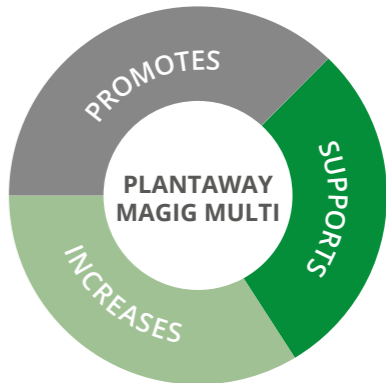 PROMOTES
SUPPORTS
PLANTAWAY
MAGIG MULTI
INCREASES